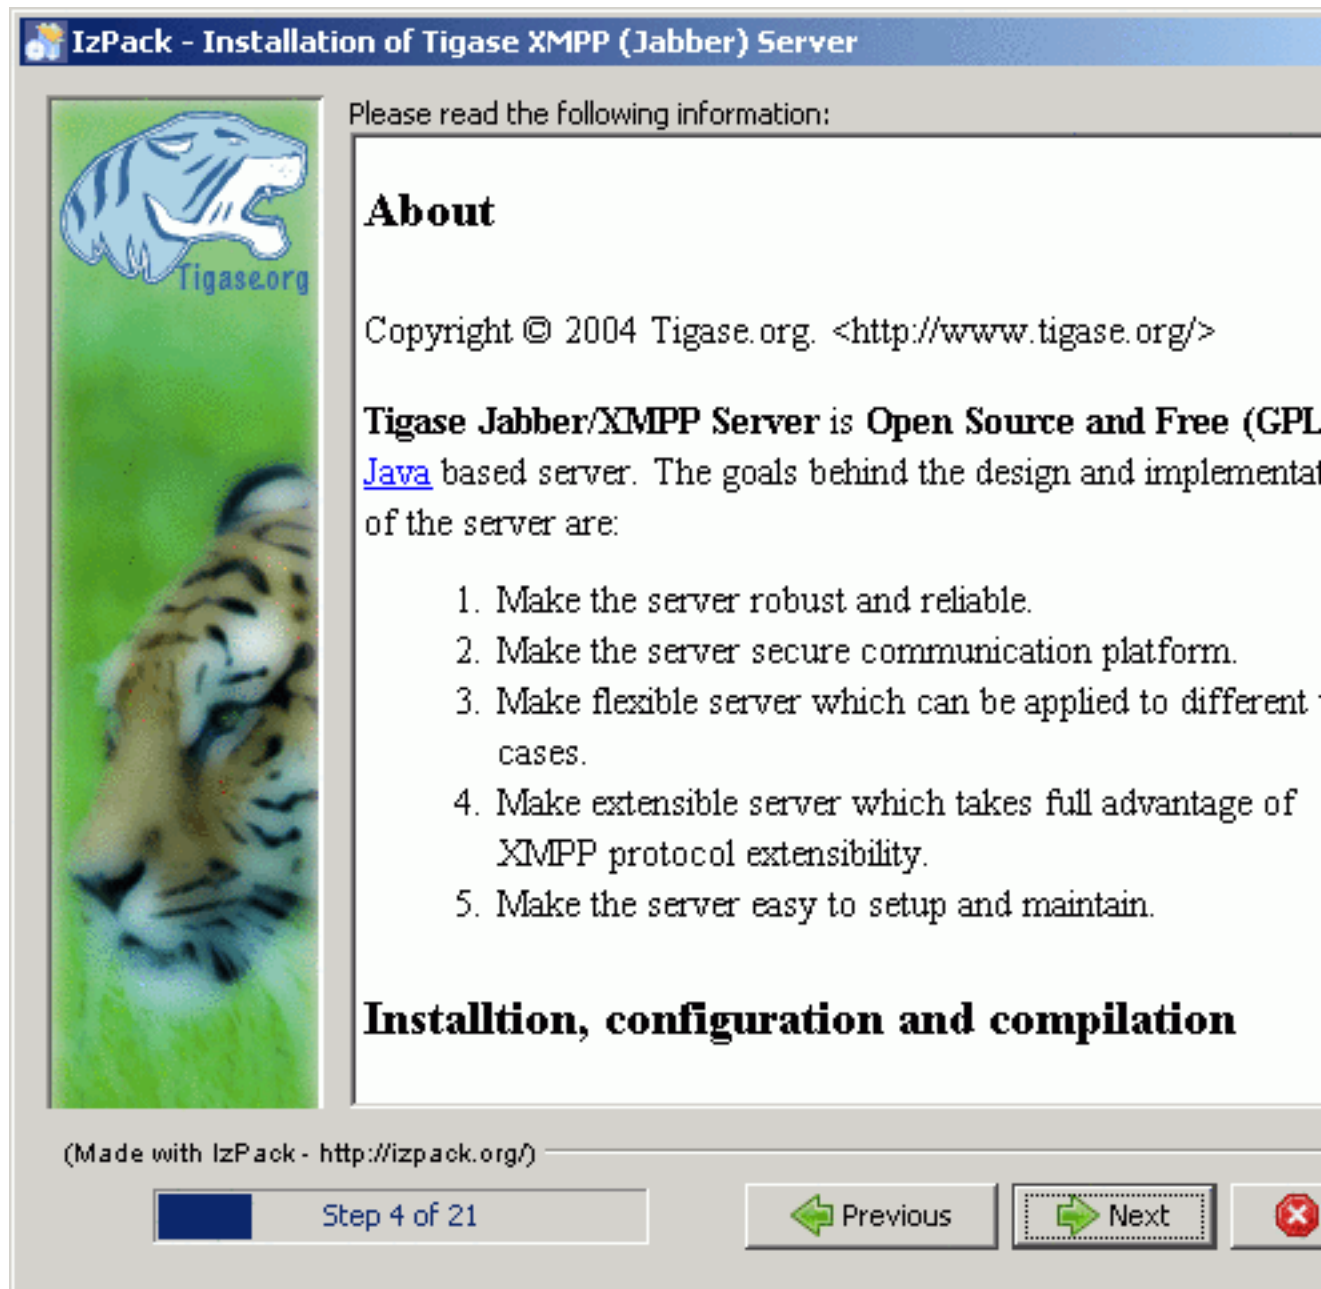 IzPack - Installation of Tigase XMPP (Jabber) Server
Tigase.org
Please read the following information:
About
Copyright © 2004 Tigase.org. <http://www.tigase.org/>
Tigase Jabber/XMPP Server is Open Source and Free (GPL
Java based server. The goals behind the design and
of the server are:
1. Make the server robust and reliable.
2. Make the server secure communication platform.
3. Make flexible server which can be applied to different
cases.
4. Make extensible server which takes full advantage of
XMPP protocol extensibility.
5. Make the server easy to setup and maintain.
Installtion, configuration and compilation
(Made with IzPack - http://izpack.org/)
Step 4 of 21
Previous
Next